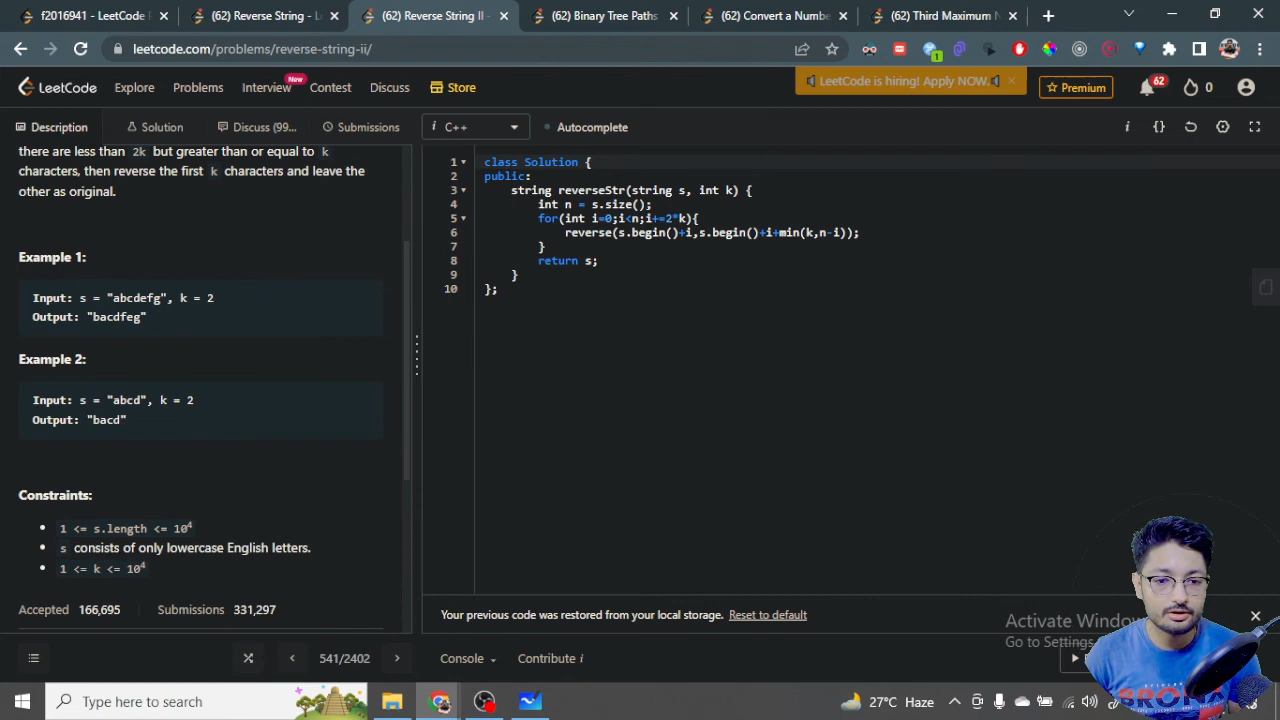 f2016941 - LeetCode
(62) Reverse String - L
(62) Reverse String II -
(62) Binary Tree Paths
(62) Convert a Numbe
(62) Third Maximum N
leetcode.com/problems/reverse-string-ii/
1
LeetCode
Explore
Problems
Interview
New
Contest
Discuss
Store
LeetCode is hiring! Apply NOW.
Premium
62
0
Description
Solution
Discuss (99...
Submissions
i C++
Autocomplete
there are less than 2k but greater than or equal to k
characters, then reverse the first k characters and leave the
other as original.
Example 1:
Input: s = "abcdefg", k = 2
Output: "bacdfeg"
Example 2:
Input: s = "abcd", k = 2
Output: "bacd"
Constraints:
1 <= s.length <= 10⁴
s consists of only lowercase English letters.
1 <= k <= 10⁴
Accepted 166,695 Submissions 331,297
1 class Solution {
2 public:
3 string reverseStr(string s, int k) {
4 int n = s.size();
5 for(int i=0;i<n;i+=2*k){
6 reverse(s.begin()+i,s.begin()+i+min(k,n-i));
7 }
8 return s;
9 }
10 };
Your previous code was restored from your local storage. Reset to default
Activate Windo
Go to Settings
541/2402
Console
Contribute i
Type here to search
27°C Haze